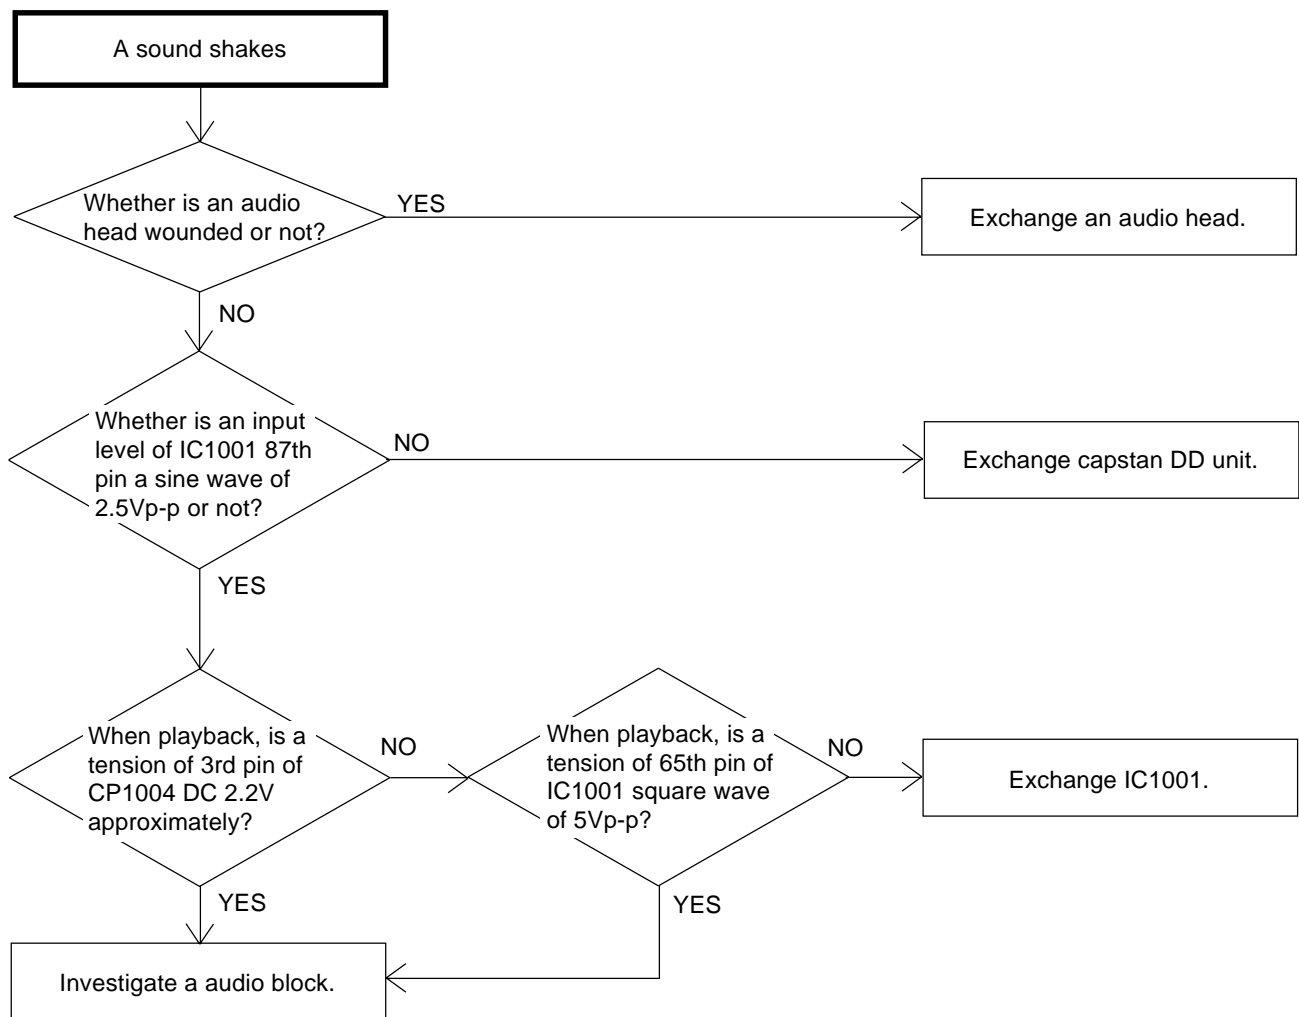 A sound shakes
Whether is an audio
head wounded or not?
YES
Exchange an audio head.
NO
Whether is an input
level of IC1001 87th
pin a sine wave of
2.5Vp-p or not?
NO
Exchange capstan DD unit.
YES
When playback, is a
tension of 3rd pin of
CP1004 DC 2.2V
approximately?
NO
When playback, is a
tension of 65th pin of
IC1001 square wave
of 5Vp-p?
NO
Exchange IC1001.
YES
YES
Investigate a audio block.